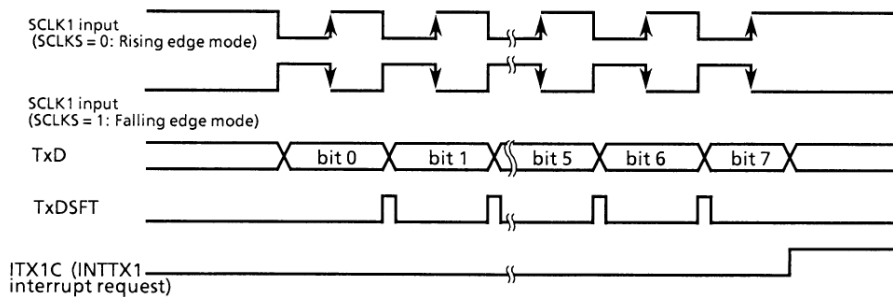 SCLK1 input
(SCLKS = 0: Rising edge mode)
SCLK1 input
(SCLKS = 1: Falling edge mode)
TxD
bit 0 bit 1 bit 5 bit 6 bit 7
TxDSFT
ITX1C (INTTX1
interrupt request)